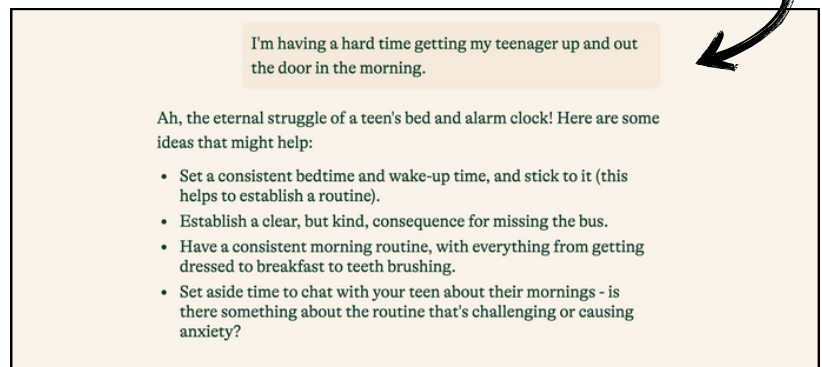 I'm having a hard time getting my teenager up and out
the door in the morning.
Ah, the eternal struggle of a teen's bed and alarm clock! Here are some
ideas that might help:
• Set a consistent bedtime and wake-up time, and stick to it (this
helps to establish a routine).
• Establish a clear, but kind, consequence for missing the bus.
• Have a consistent morning routine, with everything from getting
dressed to breakfast to teeth brushing.
• Set aside time to chat with your teen about their mornings - is
there something about the routine that's challenging or causing
anxiety?